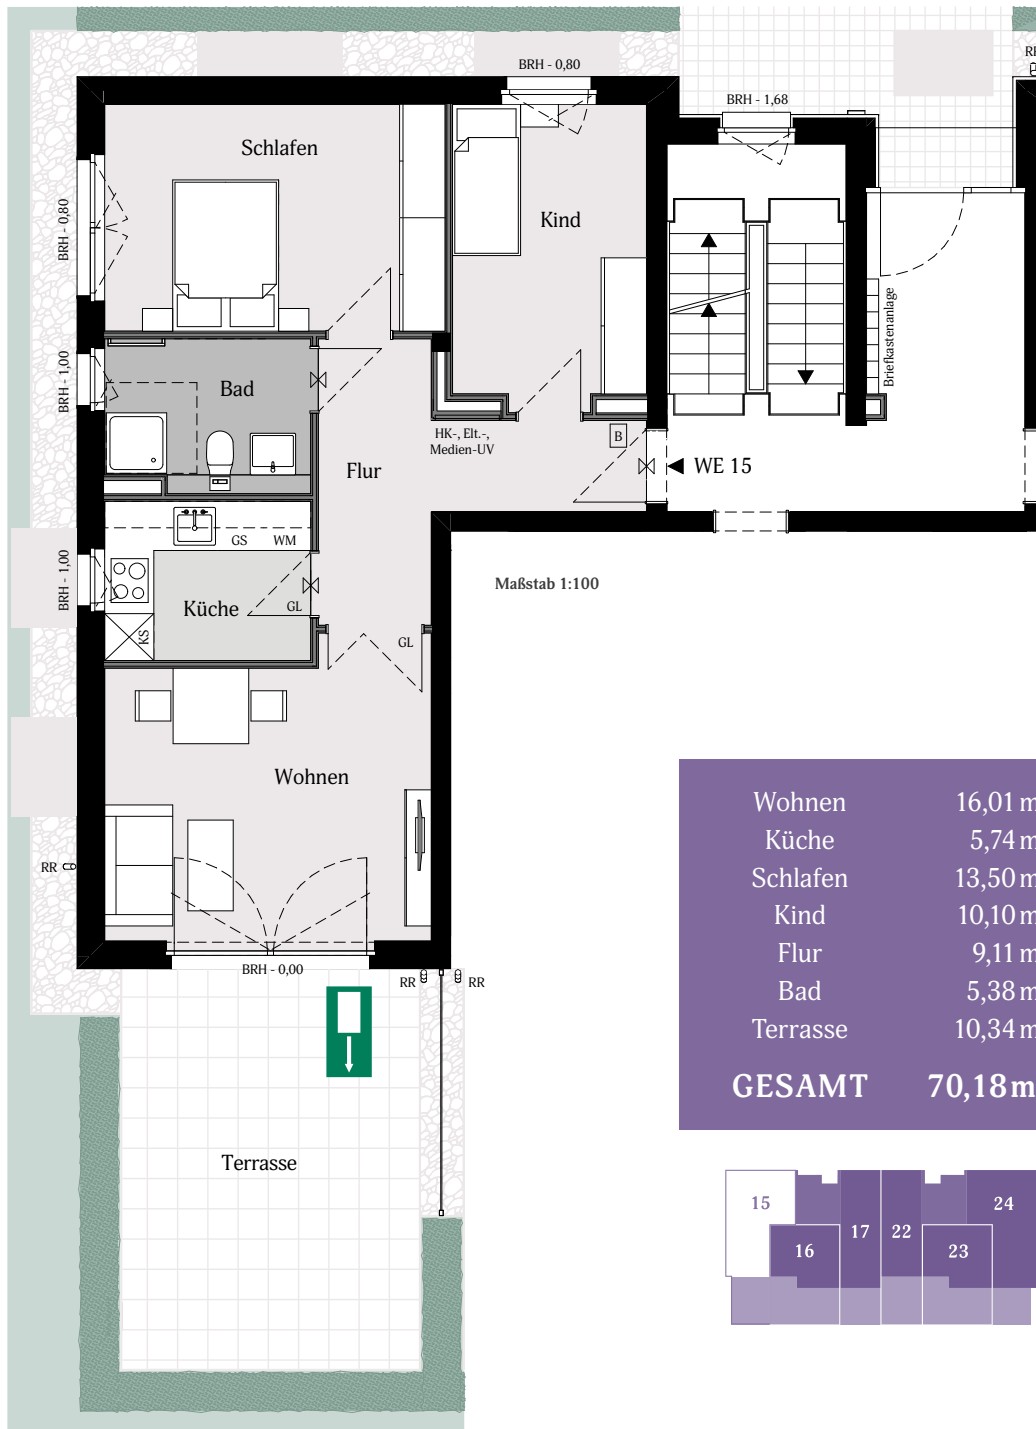 BRH - 0,80
RR
BRH - 1,68
Schlafen
Kind
BRH - 0,80
Briefkastenanlage
BRH - 1,00
Bad
HK-, Elt.-,
Medien-UV
B
Flur
WE 15
GS WM
BRH - 1,00
Küche
GL
KS
GL
Maßstab 1:100
Wohnen
RR
BRH - 0,00
RR
RR
Terrasse
Wohnen 16,01 m
Küche 5,74 m
Schlafen 13,50 m
Kind 10,10 m
Flur 9,11 m
Bad 5,38 m
Terrasse 10,34 m
GESAMT 70,18 m
15
24
17 22
16
23